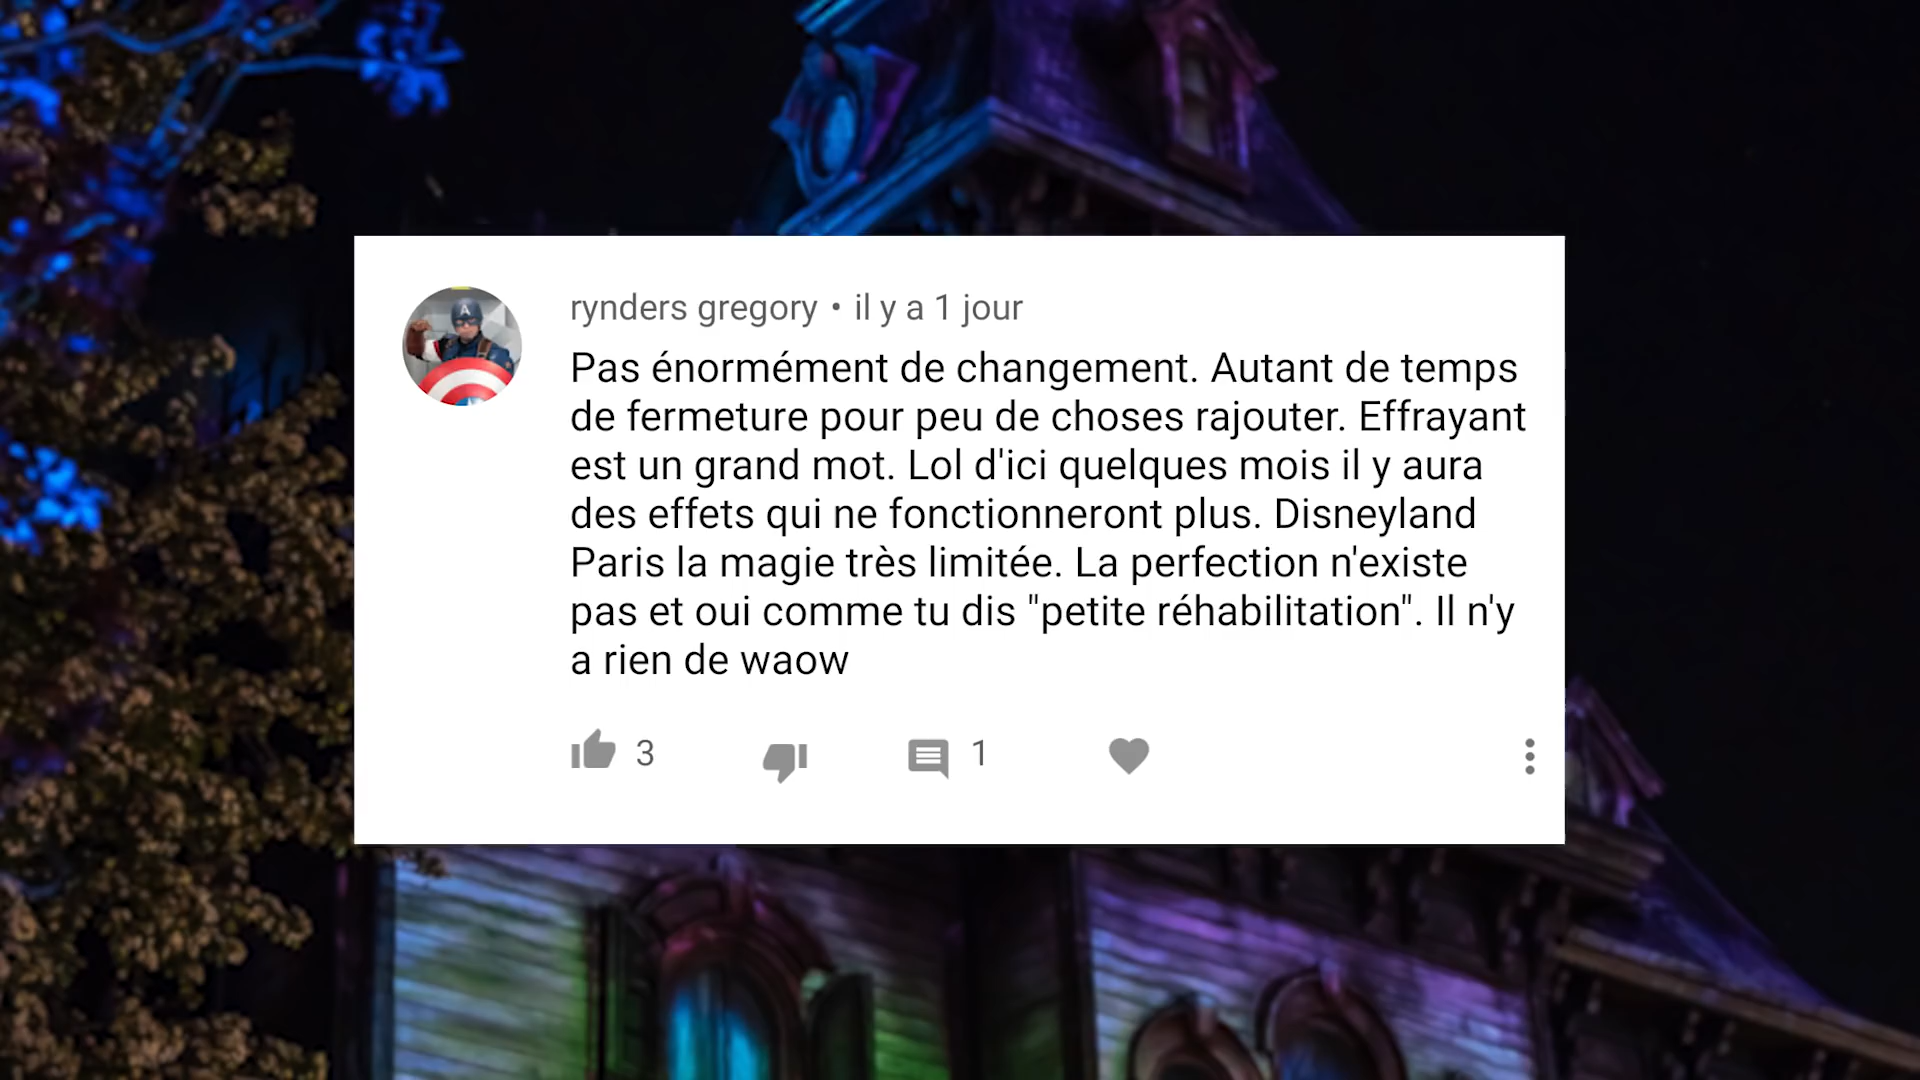 rynders gregory • il y a 1 jour
Pas énormément de changement. Autant de temps
de fermeture pour peu de choses rajouter. Effrayant
est un grand mot. Lol d'ici quelques mois il y aura
des effets qui ne fonctionneront plus. Disneyland
Paris la magie très limitée. La perfection n'existe
pas et oui comme tu dis "petite réhabilitation". Il n'y
a rien de waow
3 1
A